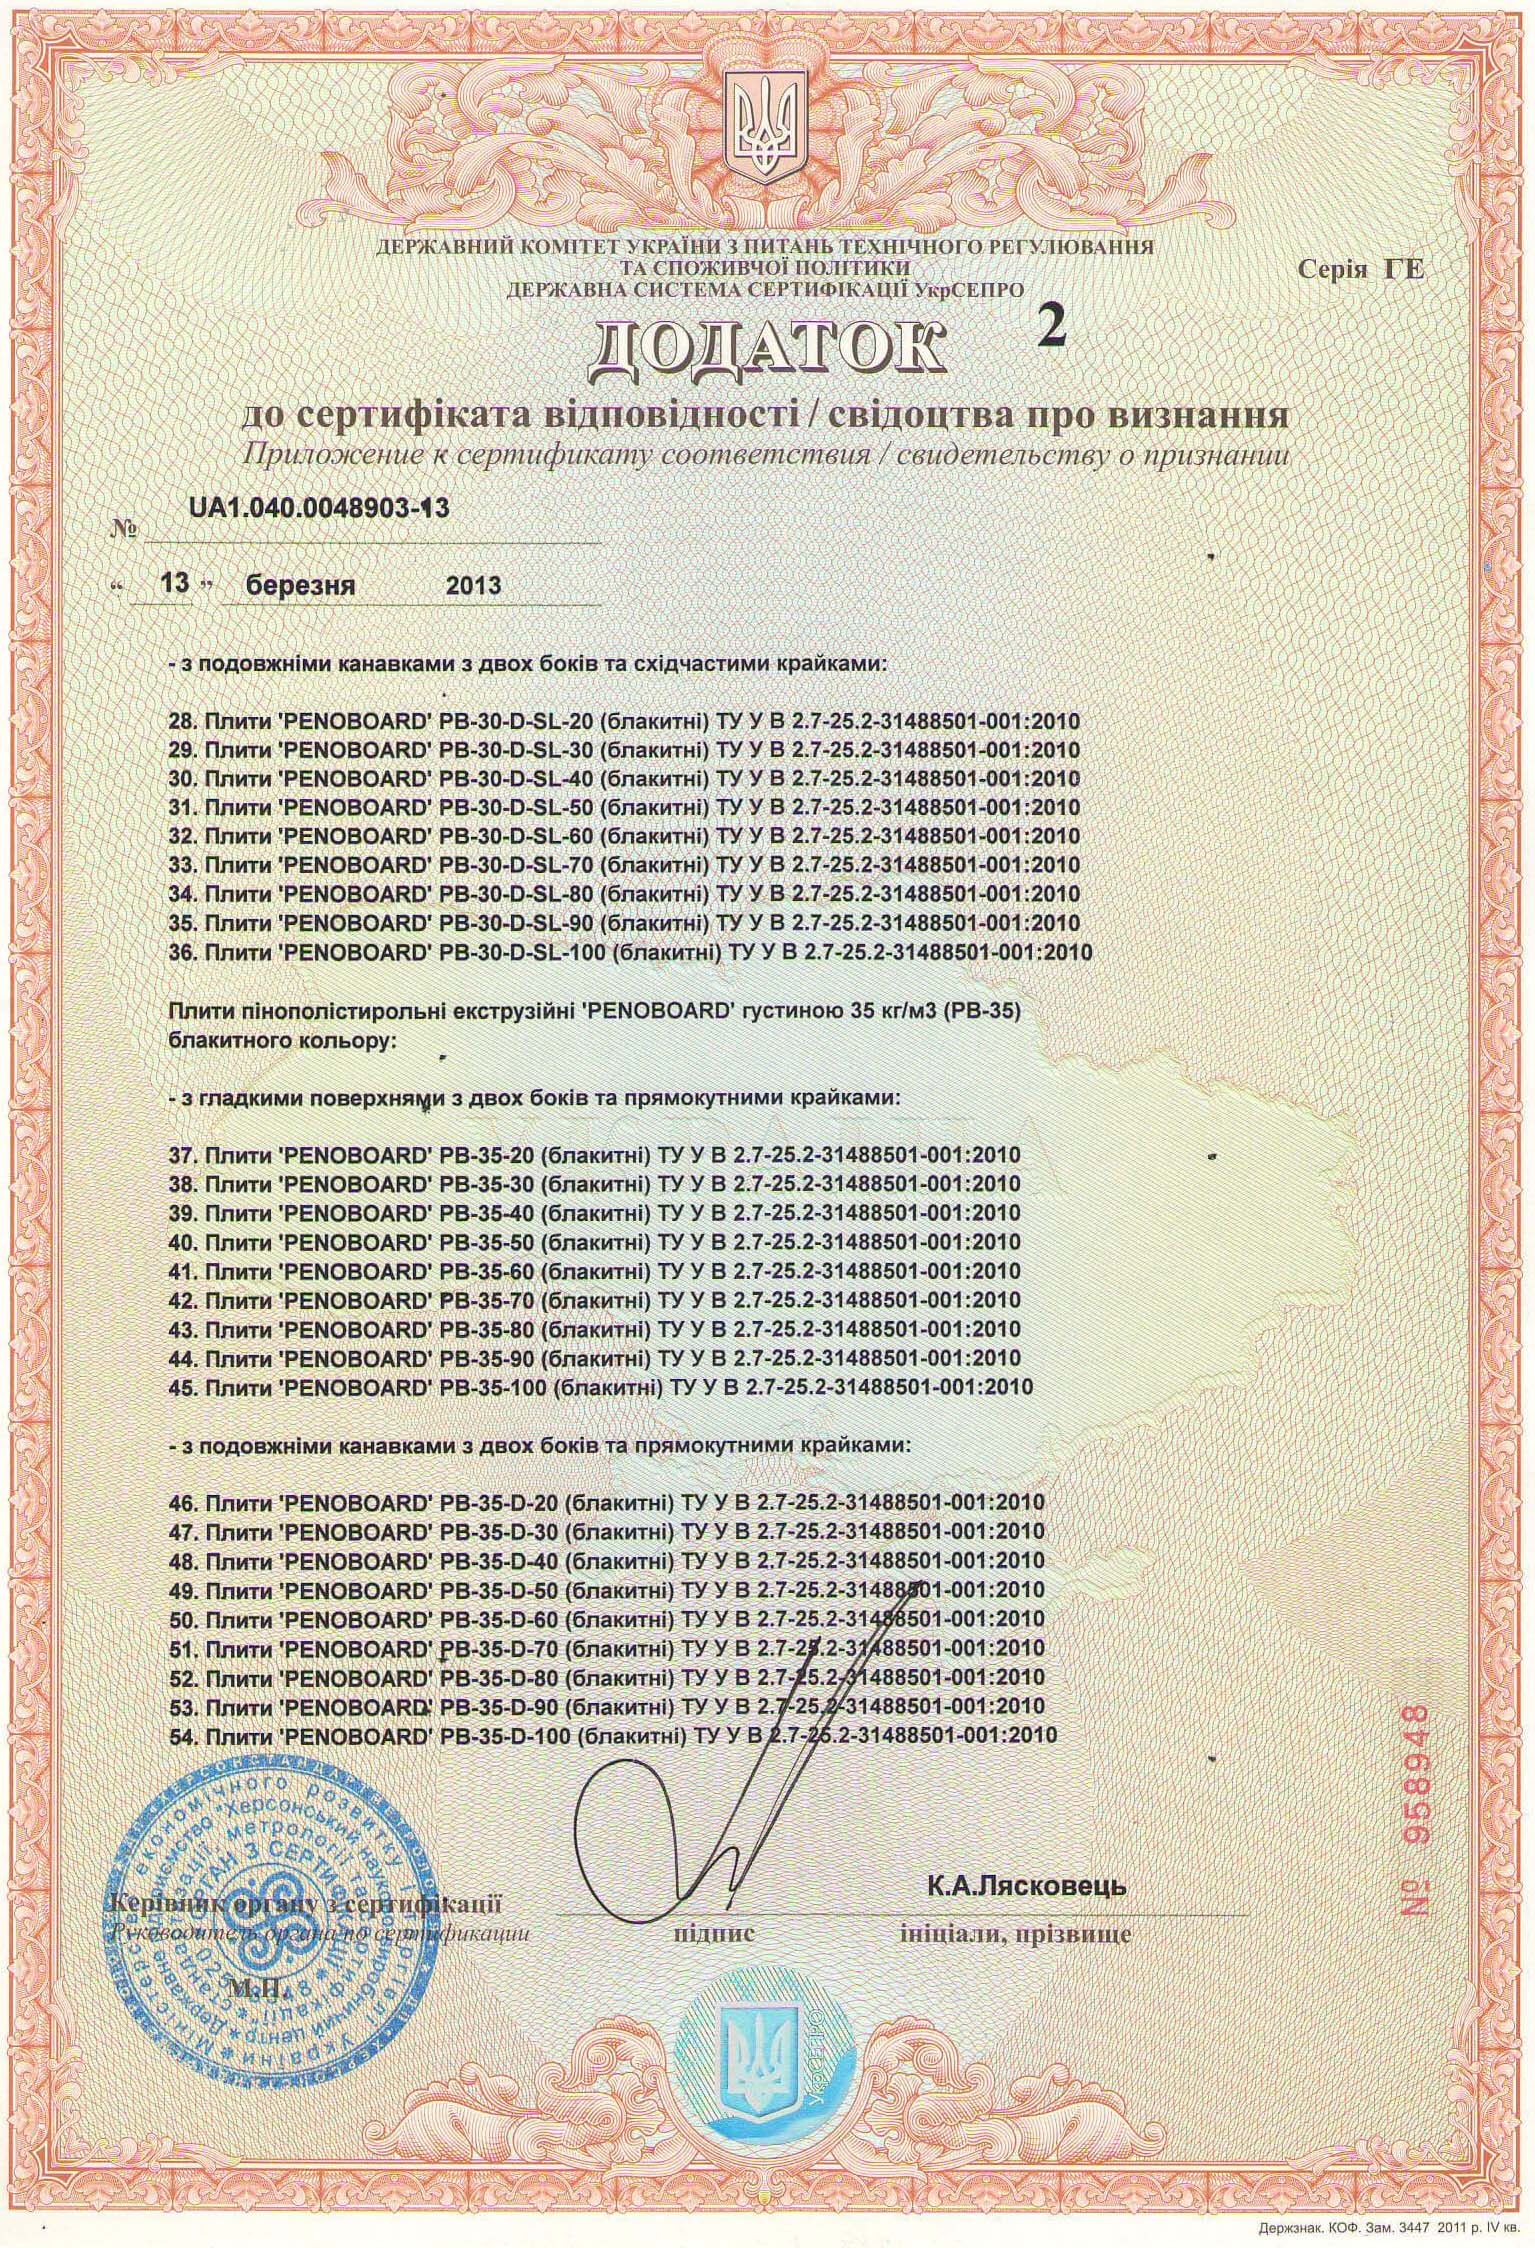 ДЕРЖАВНИЙ КОМІТЕТ УКРАЇНИ З ПИТАНЬ ТЕХНІЧНОГО РЕГУЛЮВАННЯ
ТА СПОЖИВЧОЇ ПОЛІТИКИ
ДЕРЖАВНА СИСТЕМА СЕРТИФІКАЦІЇ УкрСЕПРО
Серія ГЕ
ДОДАТОК 2
до сертифіката відповідності / свідоцтва про визнання
Приложение к сертификату соответствия / свидетельству о признании
№ UA1.040.0048903-13
“ 13 ” березня 2013
- з подовжніми канавками з двох боків та східчастими крайками:
28. Плити 'PENOBOARD' PB-30-D-SL-20 (блакитні) ТУ У В 2.7-25.2-31488501-001:2010
29. Плити 'PENOBOARD' PB-30-D-SL-30 (блакитні) ТУ У В 2.7-25.2-31488501-001:2010
30. Плити 'PENOBOARD' PB-30-D-SL-40 (блакитні) ТУ У В 2.7-25.2-31488501-001:2010
31. Плити 'PENOBOARD' PB-30-D-SL-50 (блакитні) ТУ У В 2.7-25.2-31488501-001:2010
32. Плити 'PENOBOARD' PB-30-D-SL-60 (блакитні) ТУ У В 2.7-25.2-31488501-001:2010
33. Плити 'PENOBOARD' PB-30-D-SL-70 (блакитні) ТУ У В 2.7-25.2-31488501-001:2010
34. Плити 'PENOBOARD' PB-30-D-SL-80 (блакитні) ТУ У В 2.7-25.2-31488501-001:2010
35. Плити 'PENOBOARD' PB-30-D-SL-90 (блакитні) ТУ У В 2.7-25.2-31488501-001:2010
36. Плити 'PENOBOARD' PB-30-D-SL-100 (блакитні) ТУ У В 2.7-25.2-31488501-001:2010
Плити пінополістирольні екструзійні 'PENOBOARD' густиною 35 кг/м3 (PB-35)
блакитного кольору:
- з гладкими поверхнями з двох боків та прямокутними крайками:
37. Плити 'PENOBOARD' PB-35-20 (блакитні) ТУ У В 2.7-25.2-31488501-001:2010
38. Плити 'PENOBOARD' PB-35-30 (блакитні) ТУ У В 2.7-25.2-31488501-001:2010
39. Плити 'PENOBOARD' PB-35-40 (блакитні) ТУ У В 2.7-25.2-31488501-001:2010
40. Плити 'PENOBOARD' PB-35-50 (блакитні) ТУ У В 2.7-25.2-31488501-001:2010
41. Плити 'PENOBOARD' PB-35-60 (блакитні) ТУ У В 2.7-25.2-31488501-001:2010
42. Плити 'PENOBOARD' PB-35-70 (блакитні) ТУ У В 2.7-25.2-31488501-001:2010
43. Плити 'PENOBOARD' PB-35-80 (блакитні) ТУ У В 2.7-25.2-31488501-001:2010
44. Плити 'PENOBOARD' PB-35-90 (блакитні) ТУ У В 2.7-25.2-31488501-001:2010
45. Плити 'PENOBOARD' PB-35-100 (блакитні) ТУ У В 2.7-25.2-31488501-001:2010
- з подовжніми канавками з двох боків та прямокутними крайками:
46. Плити 'PENOBOARD' PB-35-D-20 (блакитні) ТУ У В 2.7-25.2-31488501-001:2010
47. Плити 'PENOBOARD' PB-35-D-30 (блакитні) ТУ У В 2.7-25.2-31488501-001:2010
48. Плити 'PENOBOARD' PB-35-D-40 (блакитні) ТУ У В 2.7-25.2-31488501-001:2010
49. Плити 'PENOBOARD' PB-35-D-50 (блакитні) ТУ У В 2.7-25.2-31488501-001:2010
50. Плити 'PENOBOARD' PB-35-D-60 (блакитні) ТУ У В 2.7-25.2-31488501-001:2010
51. Плити 'PENOBOARD' PB-35-D-70 (блакитні) ТУ У В 2.7-25.2-31488501-001:2010
52. Плити 'PENOBOARD' PB-35-D-80 (блакитні) ТУ У В 2.7-25.2-31488501-001:2010
53. Плити 'PENOBOARD' PB-35-D-90 (блакитні) ТУ У В 2.7-25.2-31488501-001:2010
54. Плити 'PENOBOARD' PB-35-D-100 (блакитні) ТУ У В 2.7-25.2-31488501-001:2010
№ 958948
К.А.Лясковець
Керівник органу з сертифікації
Руководитель органа по сертификации
підпис
ініціали, прізвище
М.П.
УкрСЕПРО
Держзнак. КОФ. Зам. 3447 2011 р. IV кв.